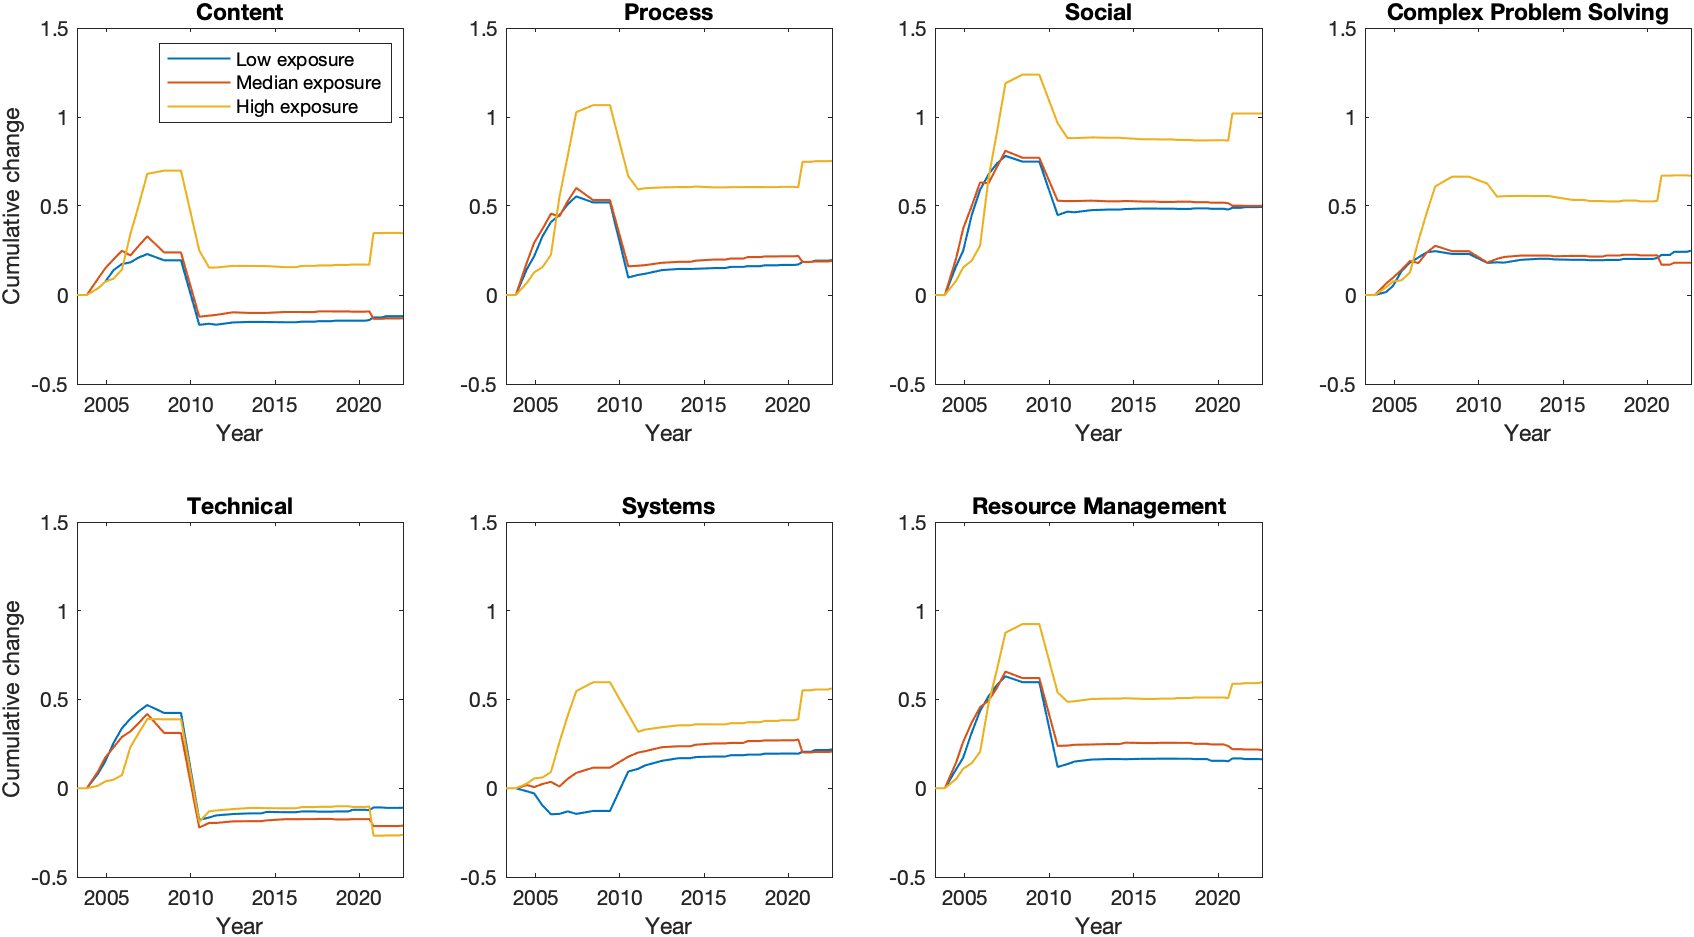 Content
Process
Social
Complex Problem Solving
Low exposure
Median exposure
High exposure
Cumulative change
1.5
1
0.5
0
-0.5
2005 2010 2015 2020
Year
1.5
1
0.5
0
-0.5
2005 2010 2015 2020
Year
1.5
1
0.5
0
-0.5
2005 2010 2015 2020
Year
1.5
1
0.5
0
-0.5
2005 2010 2015 2020
Year
Technical
Systems
Resource Management
Cumulative change
1.5
1
0.5
0
-0.5
2005 2010 2015 2020
Year
1.5
1
0.5
0
-0.5
2005 2010 2015 2020
Year
1.5
1
0.5
0
-0.5
2005 2010 2015 2020
Year